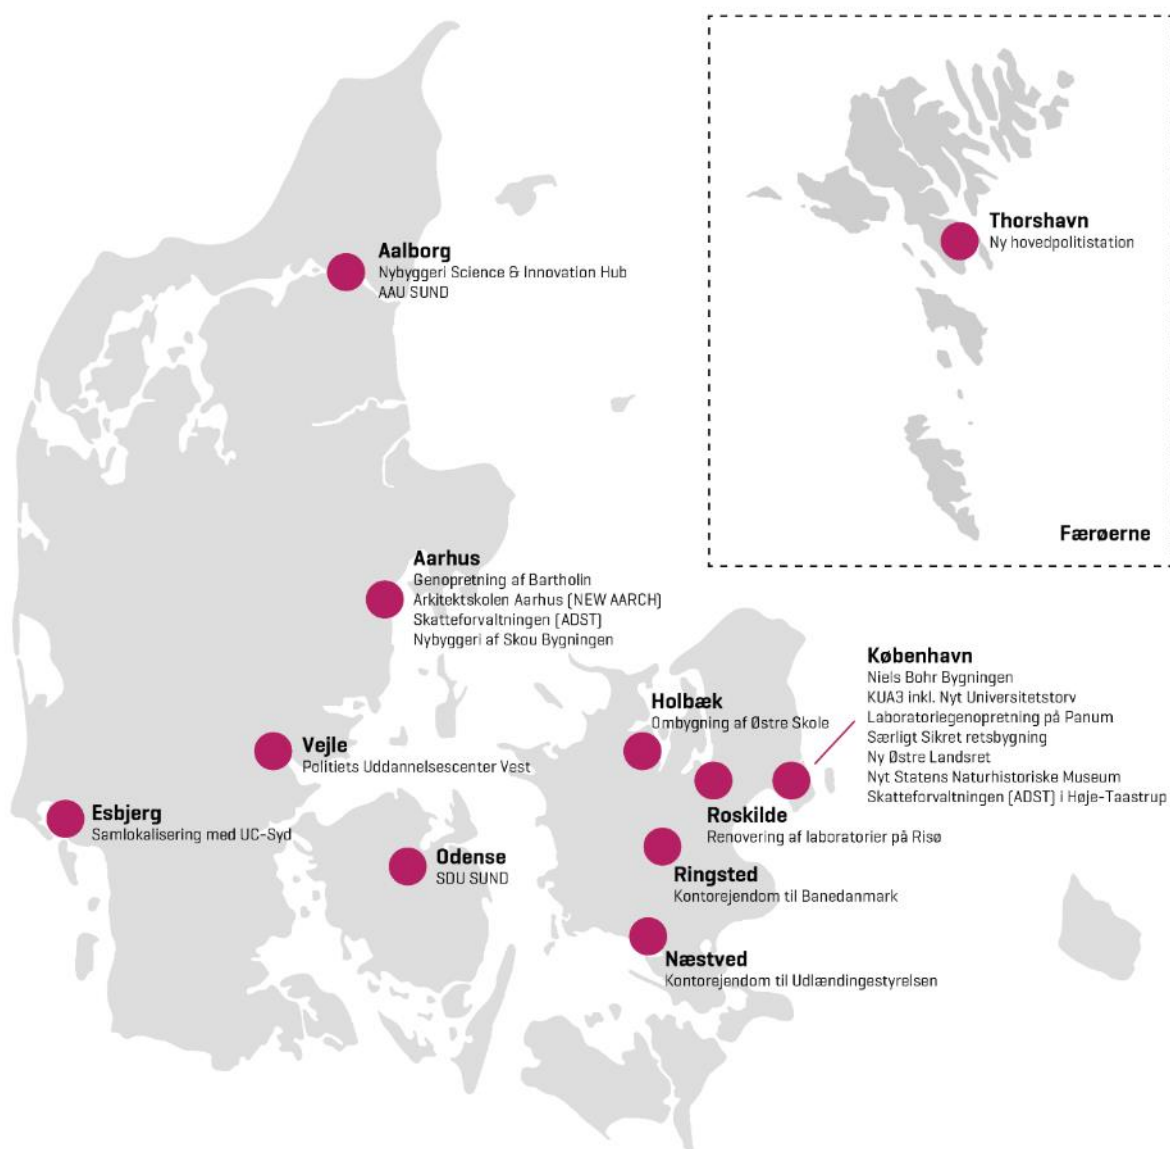 Thorshavn
Ny hovedpolitistation
Færøerne
Aalborg
Nybyggeri Science & Innovation Hub
AAU SUND
Aarhus
Genopretning af Bartholin
Arkitektskolen Aarhus (NEW AARCH)
Skatteforvaltningen (ADST)
Nybyggeri af Skou Bygningen
København
Niels Bohr Bygningen
KUA3 inkl. Nyt Universitetstorv
Laboratoriegenopretning på Panum
Særligt Sikret retsbygning
Ny Østre Landsret
Nyt Statens Naturhistoriske Museum
Skatteforvaltningen (ADST) i Høje-Taastrup
Holbæk
Ombygning af Østre Skole
Vejle
Politiets Uddannelsescenter Vest
Roskilde
Renovering af laboratorier på Risø
Esbjerg
Samlokalisering med UC-Syd
Odense
SDU SUND
Ringsted
Kontorejendom til Banedanmark
Næstved
Kontorejendom til Udlændingestyrelsen